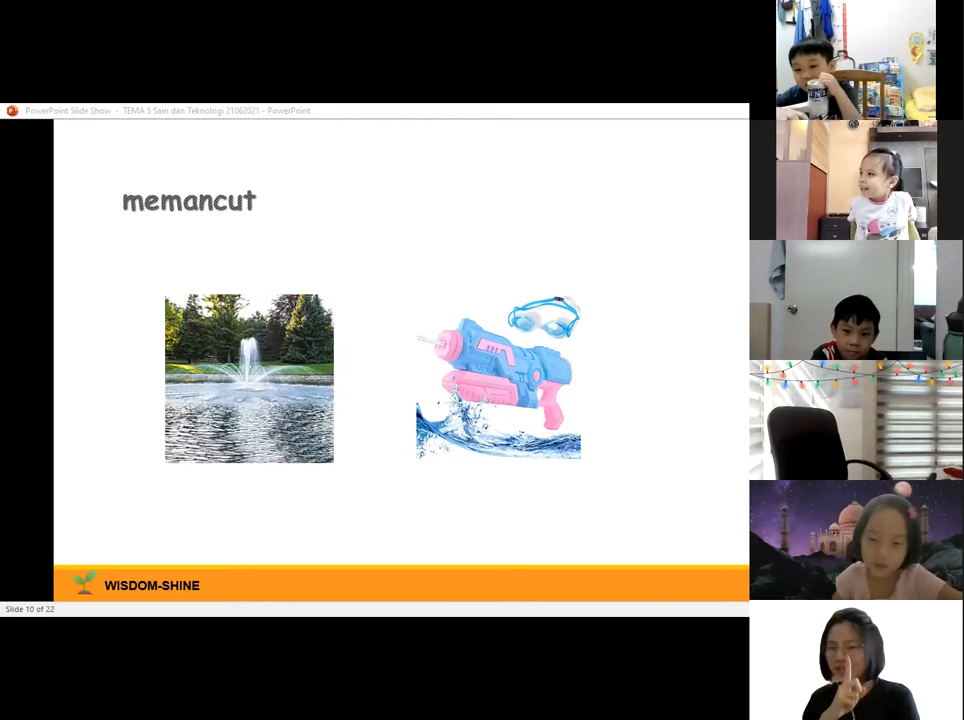 PowerPoint Slide Show - TEMA 5 Sain dan Teknologi 21062021 - PowerPoint
memancut
WISDOM-SHINE
Slide 10 of 22